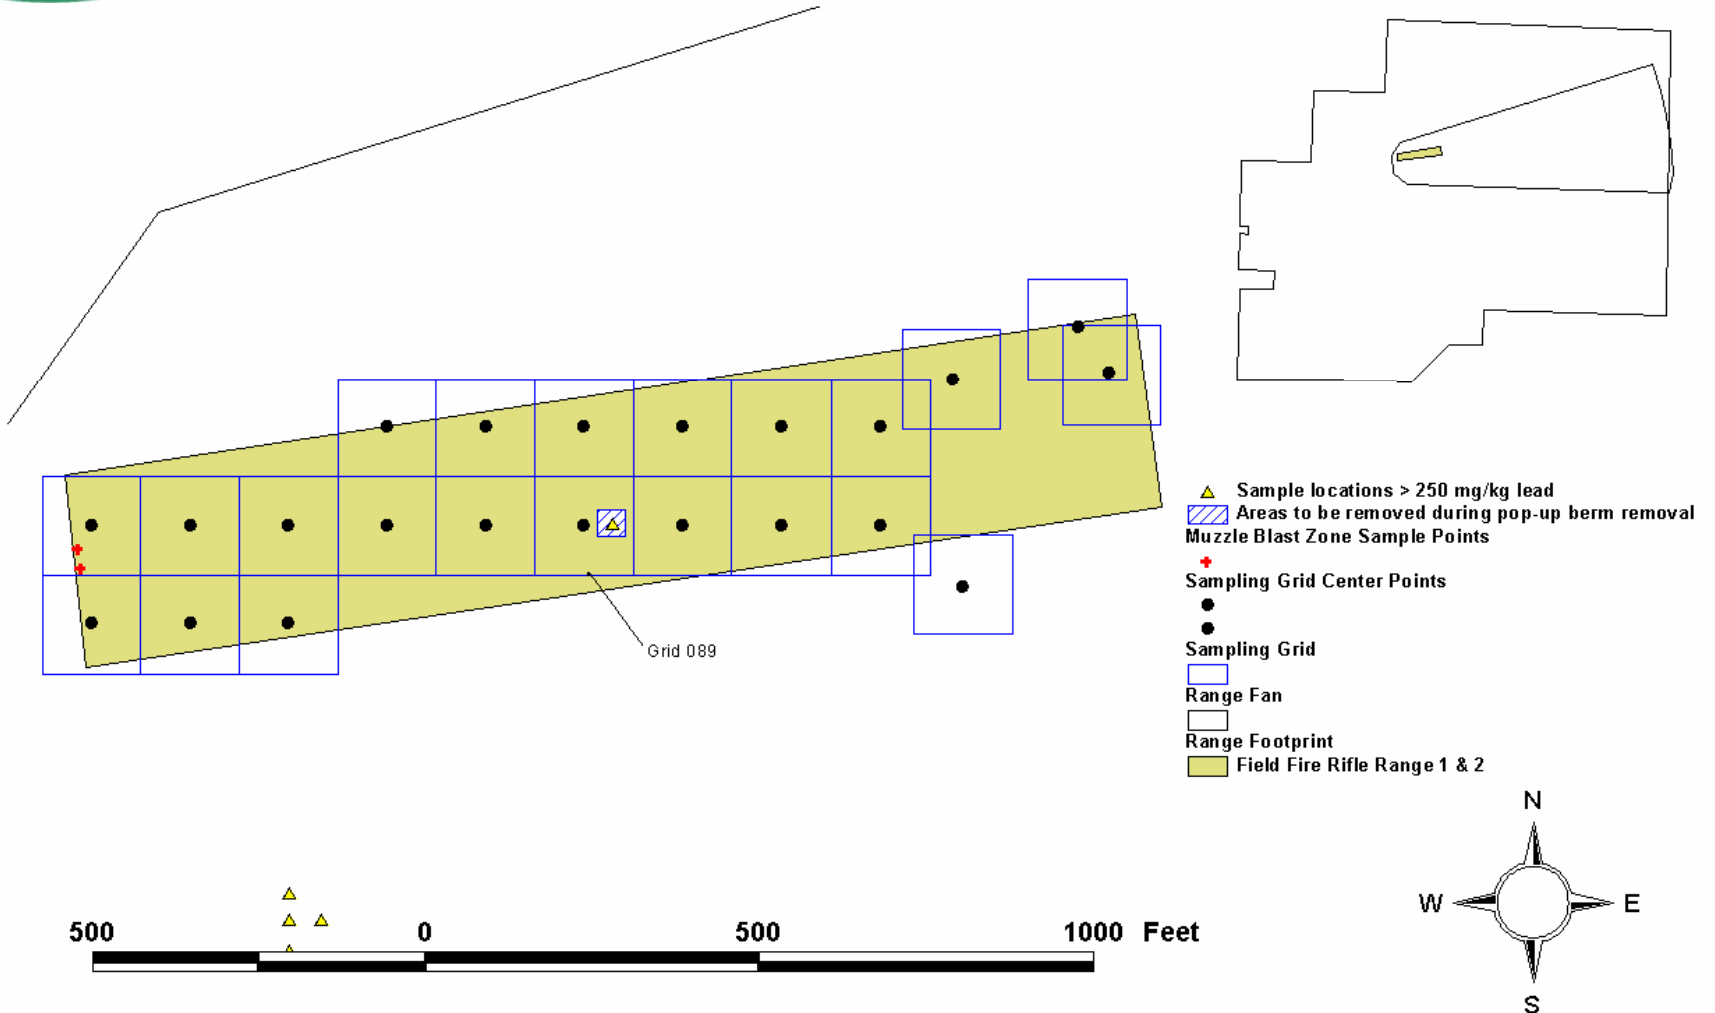 Sample locations > 250 mg/kg lead
Areas to be removed during pop-up berm removal
Muzzle Blast Zone Sample Points
Sampling Grid Center Points
Sampling Grid
Range Fan
Range Footprint
Field Fire Rifle Range 1 & 2
Grid 089
N
W E
S
500 0 500 1000 Feet